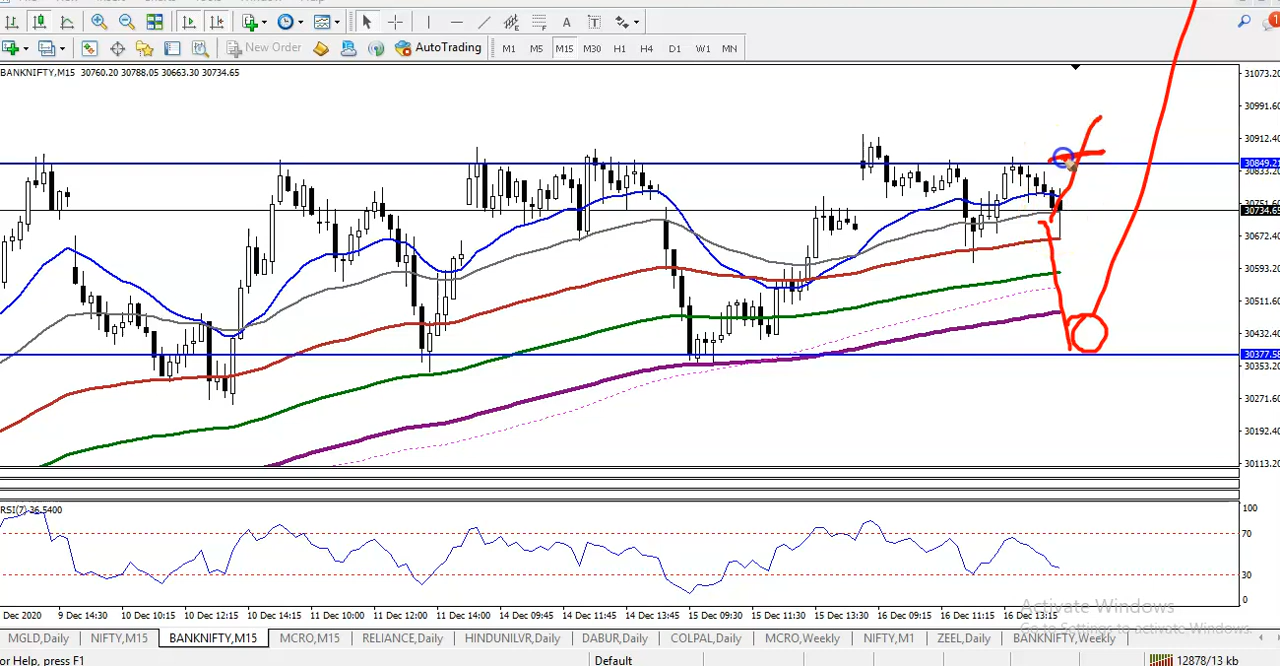 New Order AutoTrading M1 M5 M15 M30 H1 H4 D1 W1 MN
BANKNIFTY,M15 30760.20 30788.05 30663.30 30734.65
31073.20
30991.60
30912.40
30849.21
30833.20
30751.60
30734.65
30672.40
30593.20
30511.60
30432.40
30377.58
30353.20
30271.60
30192.40
30113.20
RSI(7) 36.5400
100
70
30
0
Dec 2020 9 Dec 14:30 10 Dec 10:15 10 Dec 12:15 10 Dec 14:15 11 Dec 10:00 11 Dec 12:00 11 Dec 14:00 14 Dec 09:45 14 Dec 11:45 14 Dec 13:45 15 Dec 09:30 15 Dec 11:30 15 Dec 13:30 16 Dec 09:15 16 Dec 11:15 16 Dec 13:15
Activate Windows
Go to Settings to activate Windows.
MGLD,Daily NIFTY,M15 BANKNIFTY,M15 MCRO,M15 RELIANCE,Daily HINDUNILVR,Daily DABUR,Daily COLPAL,Daily MCRO,Weekly NIFTY,M1 ZEEL,Daily BANKNIFTY,Weekly
or Help, press F1 Default 12878/13 kb